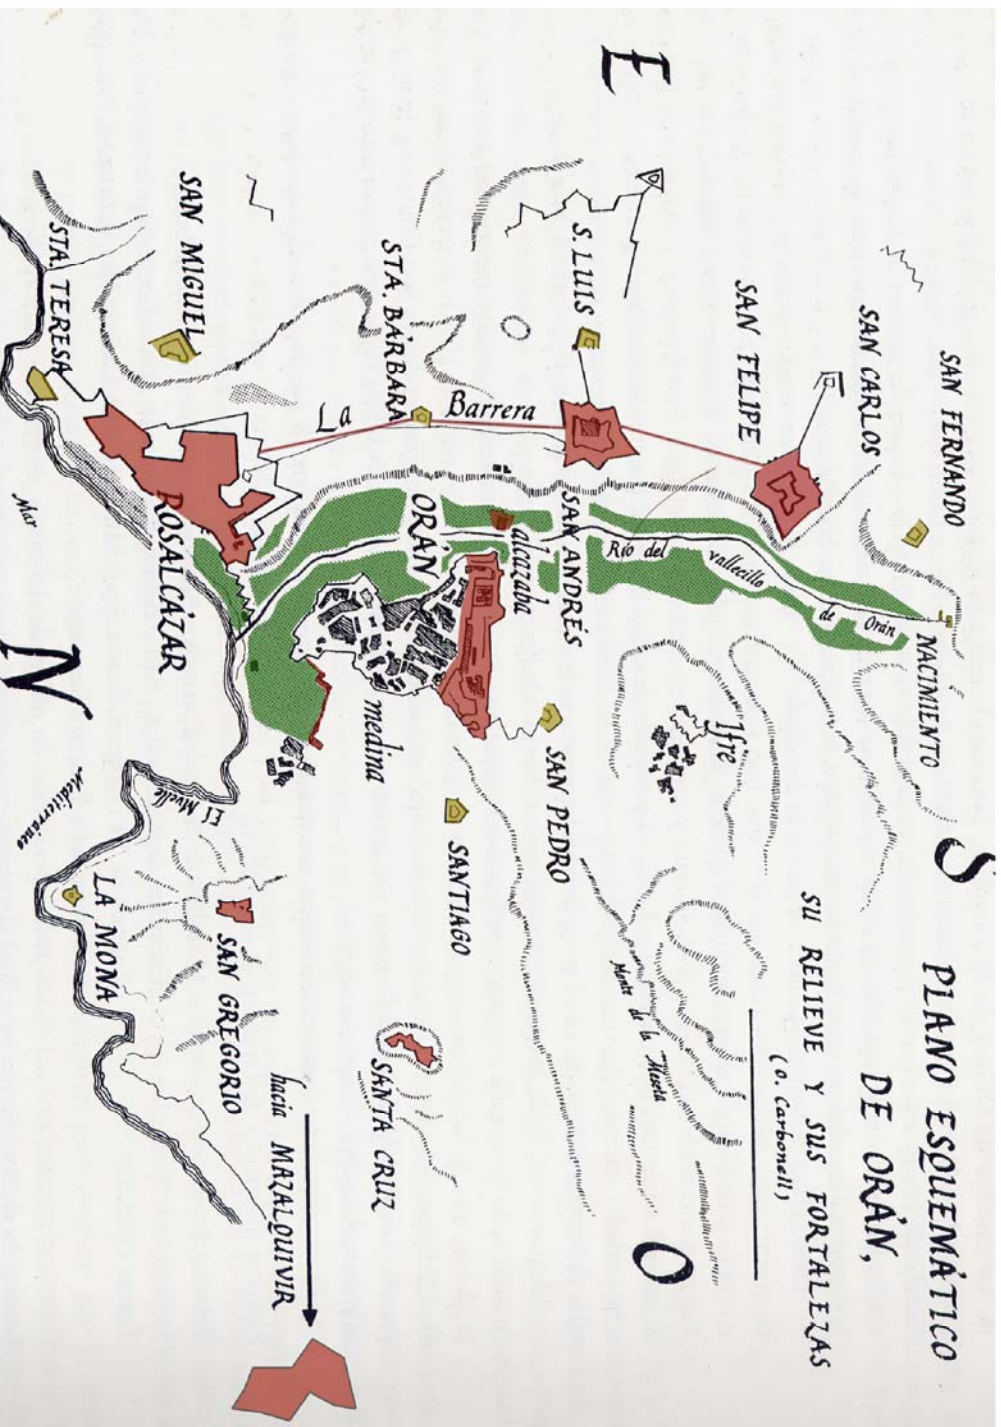 PLANO ESQUEMÁTICO
DE ORÁN,
SU RELIEVE Y SUS FORTALEZAS
(O. Carbonell)
E
S
O
N
SAN FERNANDO
SAN CARLOS
SAN FELIPE
S. LUIS
STA. BÁRBARA
SAN MIGUEL
STA. TERESA
La Barrera
NACIMIENTO
Río del vallecillo de Orán
SAN ANDRÉS
alcazaba
ORÁN
ROSALCÁZAR
Mar
Ifre
medina
SAN PEDRO
SANTIAGO
El Muelle
Mediterráneo
LA MONA
SAN GREGORIO
Monte de la Meseta
SANTA CRUZ
hacia MAZALQUIVIR